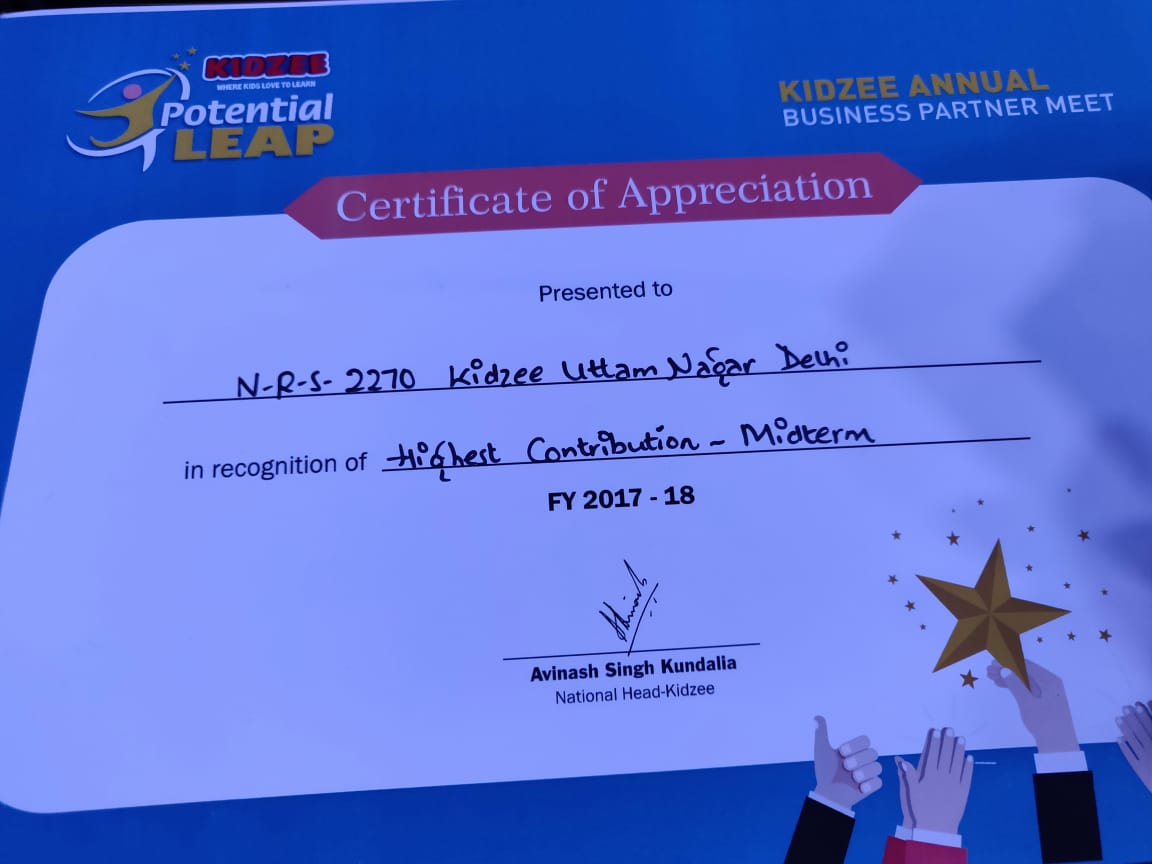 KIDZEE
WHERE KIDS LOVE TO LEARN
Potential
LEAP
KIDZEE ANNUAL
BUSINESS PARTNER MEET
Certificate of Appreciation
Presented to
N-R-S- 2270 Kidzee Uttam Nagar Delhi
in recognition of Highest Contribution - Midterm
FY 2017 - 18
Avinash Singh Kundalia
National Head-Kidzee